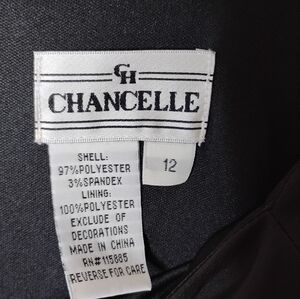 CH
CHANCELLE
12
SHELL:
97%POLYESTER
3%SPANDEX
LINING:
100%POLYESTER
EXCLUDE OF
DECORATIONS
MADE IN CHINA
RN#115885
REVERSE FOR CARE